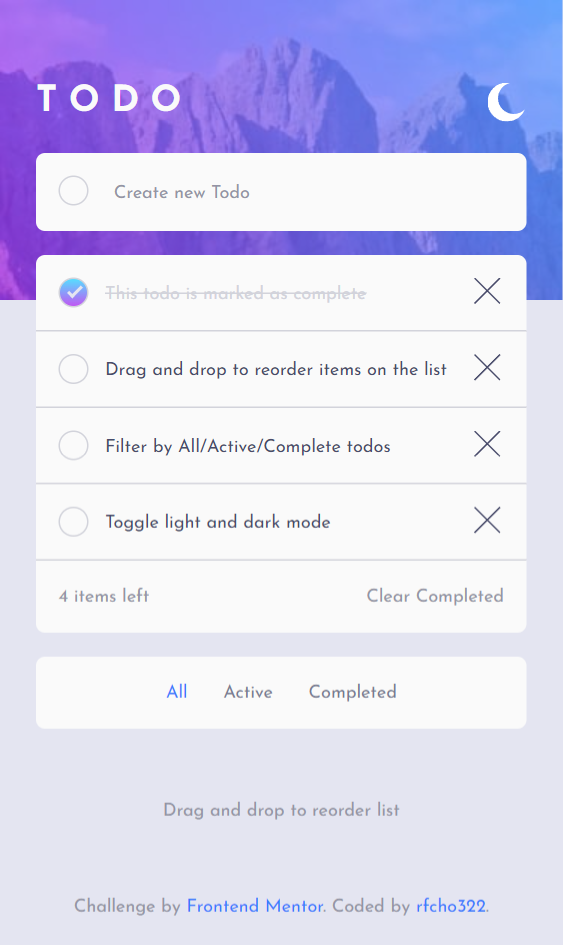 TODO
Create new Todo
This todo is marked as complete
Drag and drop to reorder items on the list
Filter by All/Active/Complete todos
Toggle light and dark mode
4 items left Clear Completed
All Active Completed
Drag and drop to reorder list
Challenge by Frontend Mentor. Coded by rfcho322.